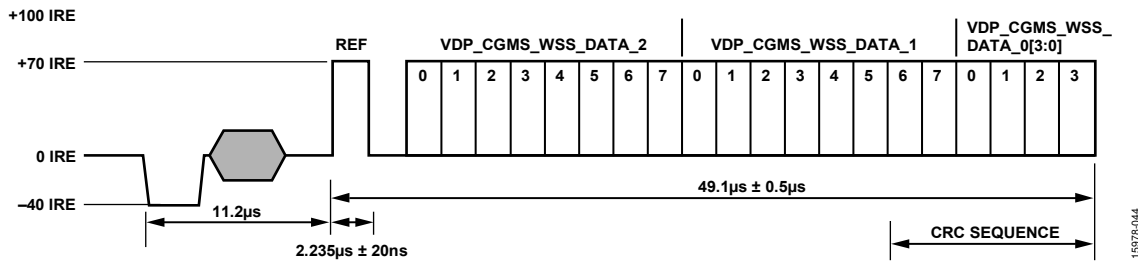 +100 IRE
REF
VDP_CGMS_WSS_DATA_2
VDP_CGMS_WSS_DATA_1
VDP_CGMS_WSS_
DATA_0[3:0]
+70 IRE
0 1 2 3 4 5 6 7 0 1 2 3 4 5 6 7 0 1 2 3
0 IRE
49.1µs ± 0.5µs
–40 IRE
11.2µs
2.235µs ± 20ns
CRC SEQUENCE
15978-044